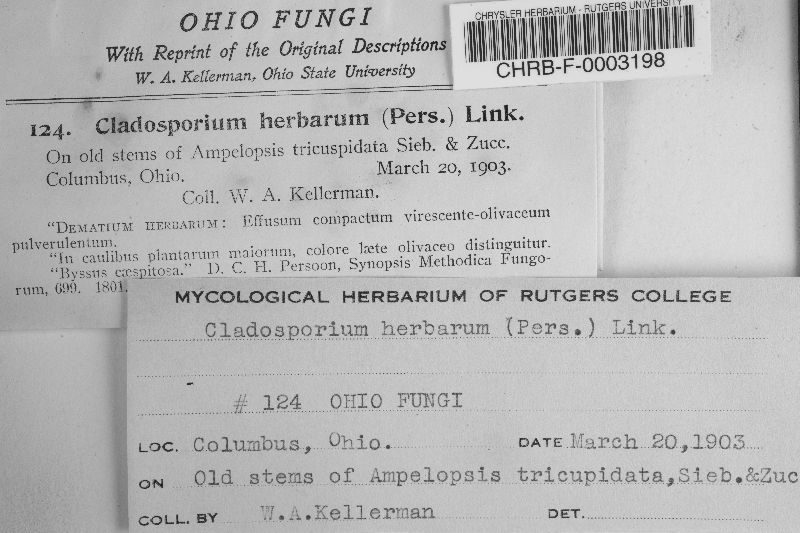 OHIO FUNGI
With Reprint of the Original Descriptions
W. A. Kellerman, Ohio State University
CHRYSLER HERBARIUM - RUTGERS UNIVERSITY
CHRB-F-0003198
124. Cladosporium herbarum (Pers.) Link.
On old stems of Ampelopsis tricuspidata Sieb. & Zucc.
Columbus, Ohio. March 20, 1903.
Coll. W. A. Kellerman.
"DEMATIUM HERBARUM: Effusum compactum virescente-olivaceum
pulverulentum.
"In caulibus plantarum maiorum, colore læte olivaceo distinguitur.
"Byssus cæspitosa." D. C. H. Persoon, Synopsis Methodica Fungo-
rum, 699. 1801.
MYCOLOGICAL HERBARIUM OF RUTGERS COLLEGE
Cladosporium herbarum (Pers.) Link.
# 124 OHIO FUNGI
LOC. Columbus, Ohio. DATE March 20,1903
ON Old stems of Ampelopsis tricupidata,Sieb.&Zuc
COLL. BY W.A.Kellerman DET.